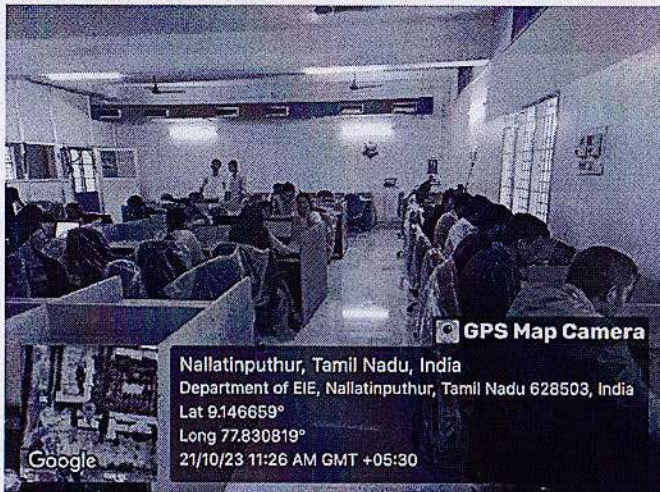 GPS Map Camera
Nallatinputhur, Tamil Nadu, India
Department of EIE, Nallatinputhur, Tamil Nadu 628503, India
Lat 9.146659°
Long 77.830819°
21/10/23 11:26 AM GMT +05:30
Google